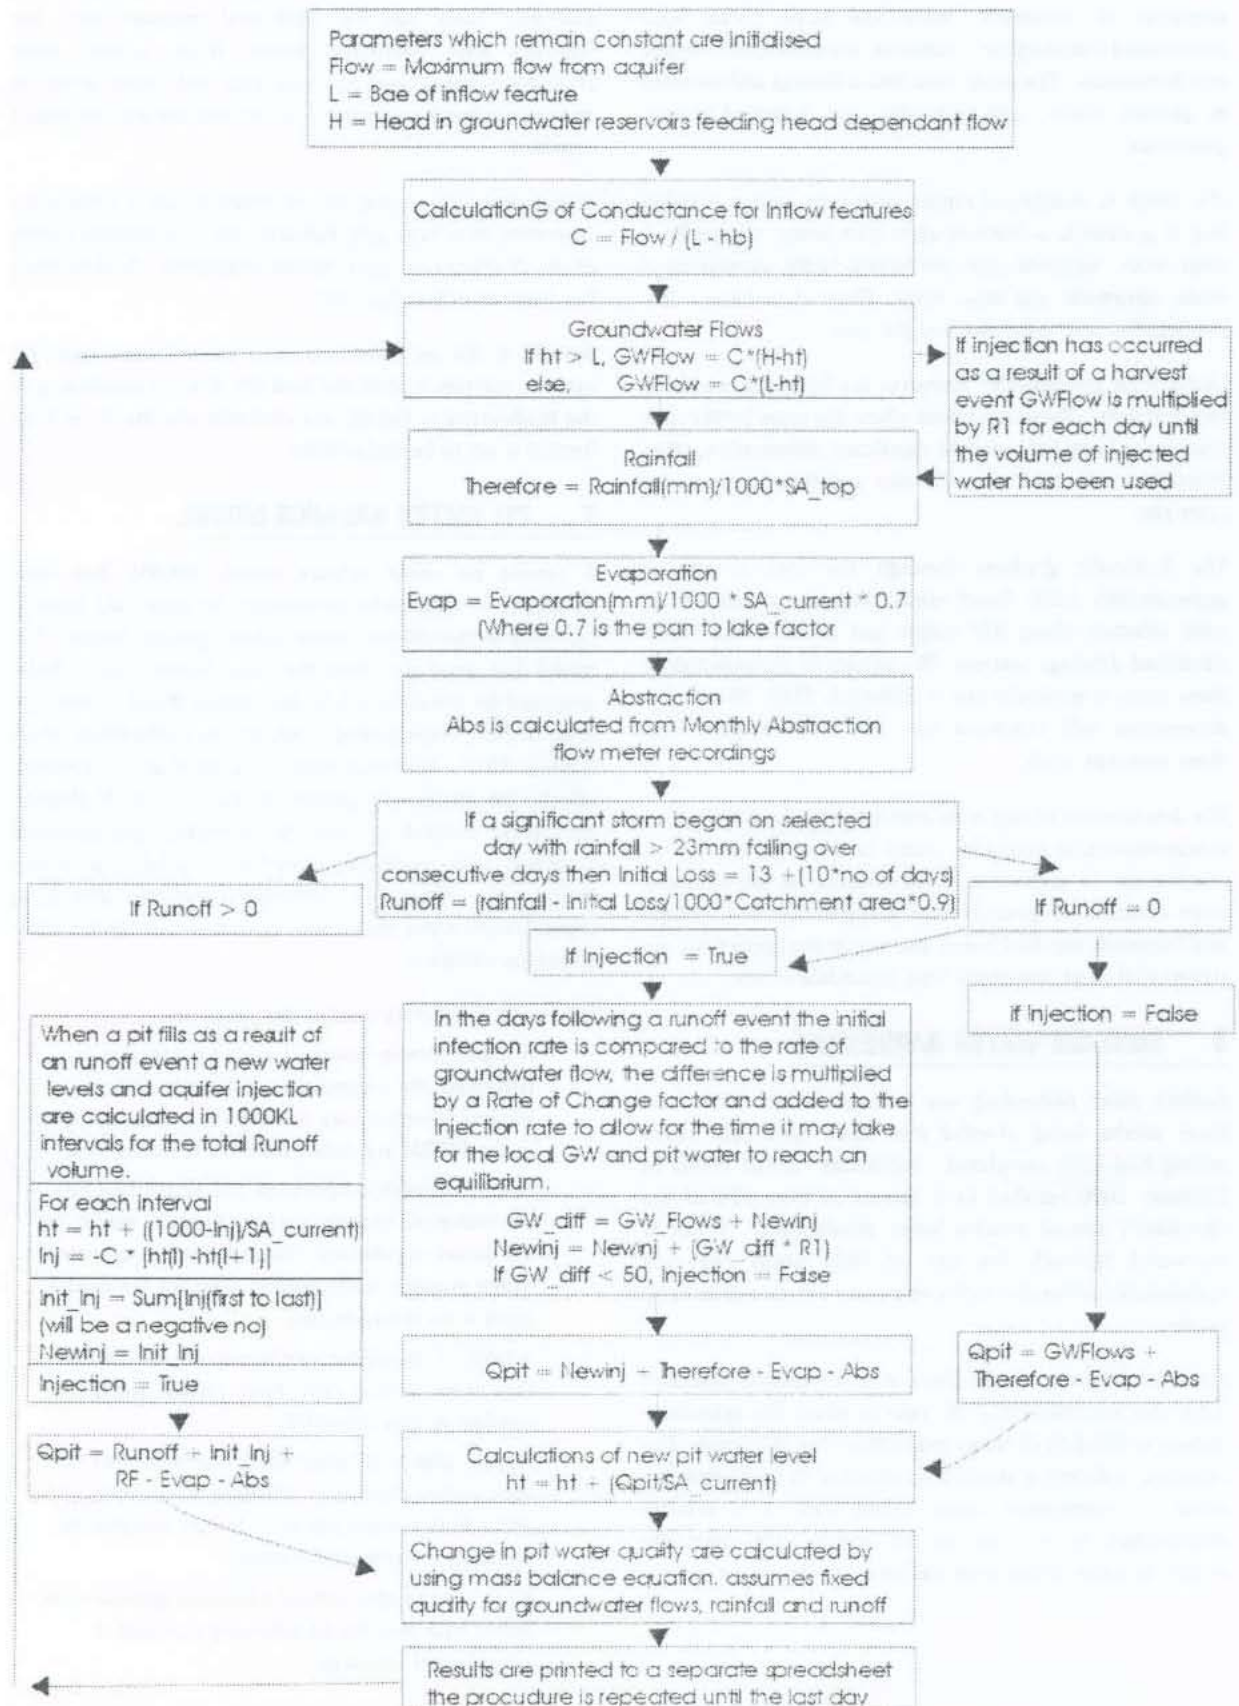 Parameters which remain constant are initialised
Flow = Maximum flow from aquifer
L = Bae of inflow feature
H = Head in groundwater reservoirs feeding head dependant flow
CalculationG of Conductance for Inflow features
C = Flow / (L - hb)
Groundwater Flows
If ht > L, GWFlow = C*(H-ht)
else, GWFlow = C*(L-ht)
If injection has occurred
as a result of a harvest
event GWFlow is multiplied
by R1 for each day until
the volume of injected
water has been used
Rainfall
Therefore = Rainfall(mm)/1000*SA_top
Evaporation
Evap = Evaporaton(mm)/1000 * SA_current * 0.7
(Where 0.7 is the pan to lake factor
Abstraction
Abs is calculated from Monthly Abstraction
flow meter recordings
If a significant storm began on selected
day with rainfall > 23mm falling over
consecutive days then Initial Loss = 13 +(10*no of days)
Runoff = (rainfall - Initial Loss/1000*Catchment area*0.9)
If Runoff > 0
If Runoff = 0
If Injection = True
If Injection = False
When a pit fills as a result of
an runoff event a new water
levels and aquifer injection
are calculated in 1000KL
intervals for the total Runoff
volume.
For each Interval
ht = ht + ((1000-Inj)/SA_current)
Inj = -C * [ht(i) -ht(i+1)]
Init_Inj = Sum[Inj(first to last)]
(will be a negative no)
Newinj = Init_Inj
Injection = True
Qpit = Runoff + Init_Inj +
RF - Evap - Abs
In the days following a runoff event the initial
infection rate is compared to the rate of
groundwater flow, the difference is multiplied
by a Rate of Change factor and added to the
Injection rate to allow for the time it may take
for the local GW and pit water to reach an
equilibrium.
GW_diff = GW_Flows + Newinj
Newinj = Newinj + (GW_diff * R1)
If GW_diff < 50, Injection = False
Qpit = Newinj + Therefore - Evap - Abs
Qpit = GWFlows +
Therefore - Evap - Abs
Calculations of new pit water level
ht = ht + (Qpit/SA_current)
Change in pit water quality are calculated by
using mass balance equation. assumes fixed
quality for groundwater flows, rainfall and runoff
Results are printed to a separate spreadsheet
the procudure is repeated until the last day